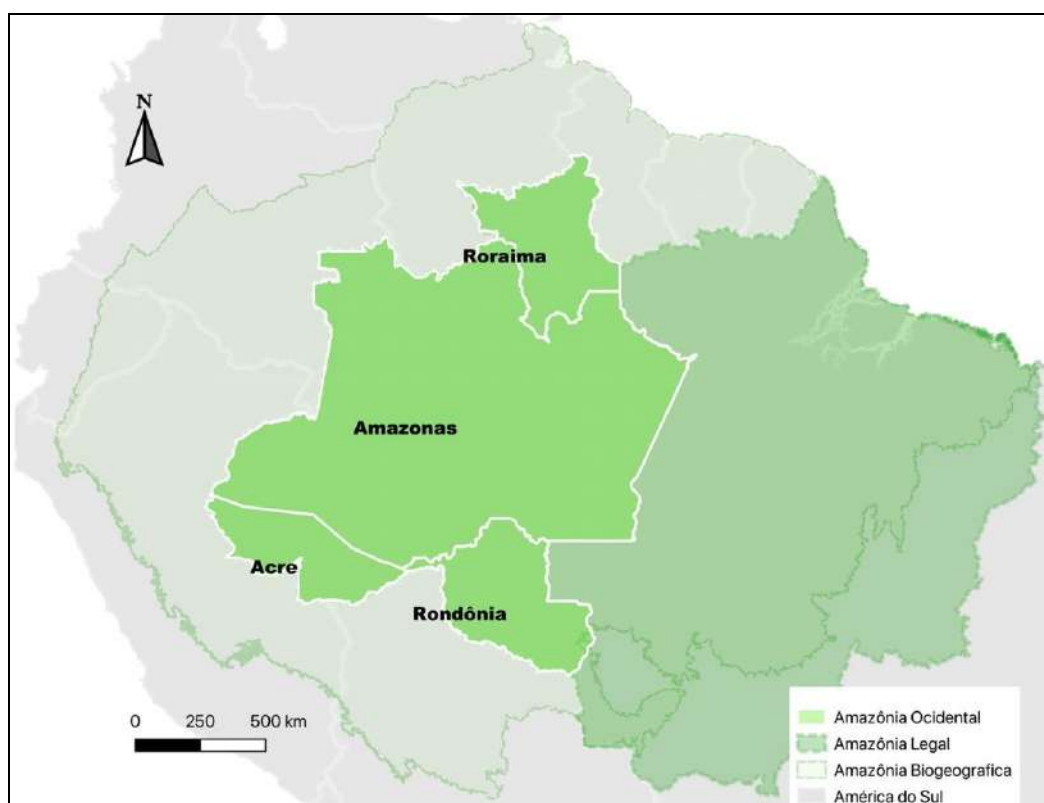 N
Roraima
Amazonas
Acre
Rondônia
0 250 500 km
Amazônia Ocidental
Amazônia Legal
Amazônia Biogeografica
América do Sul